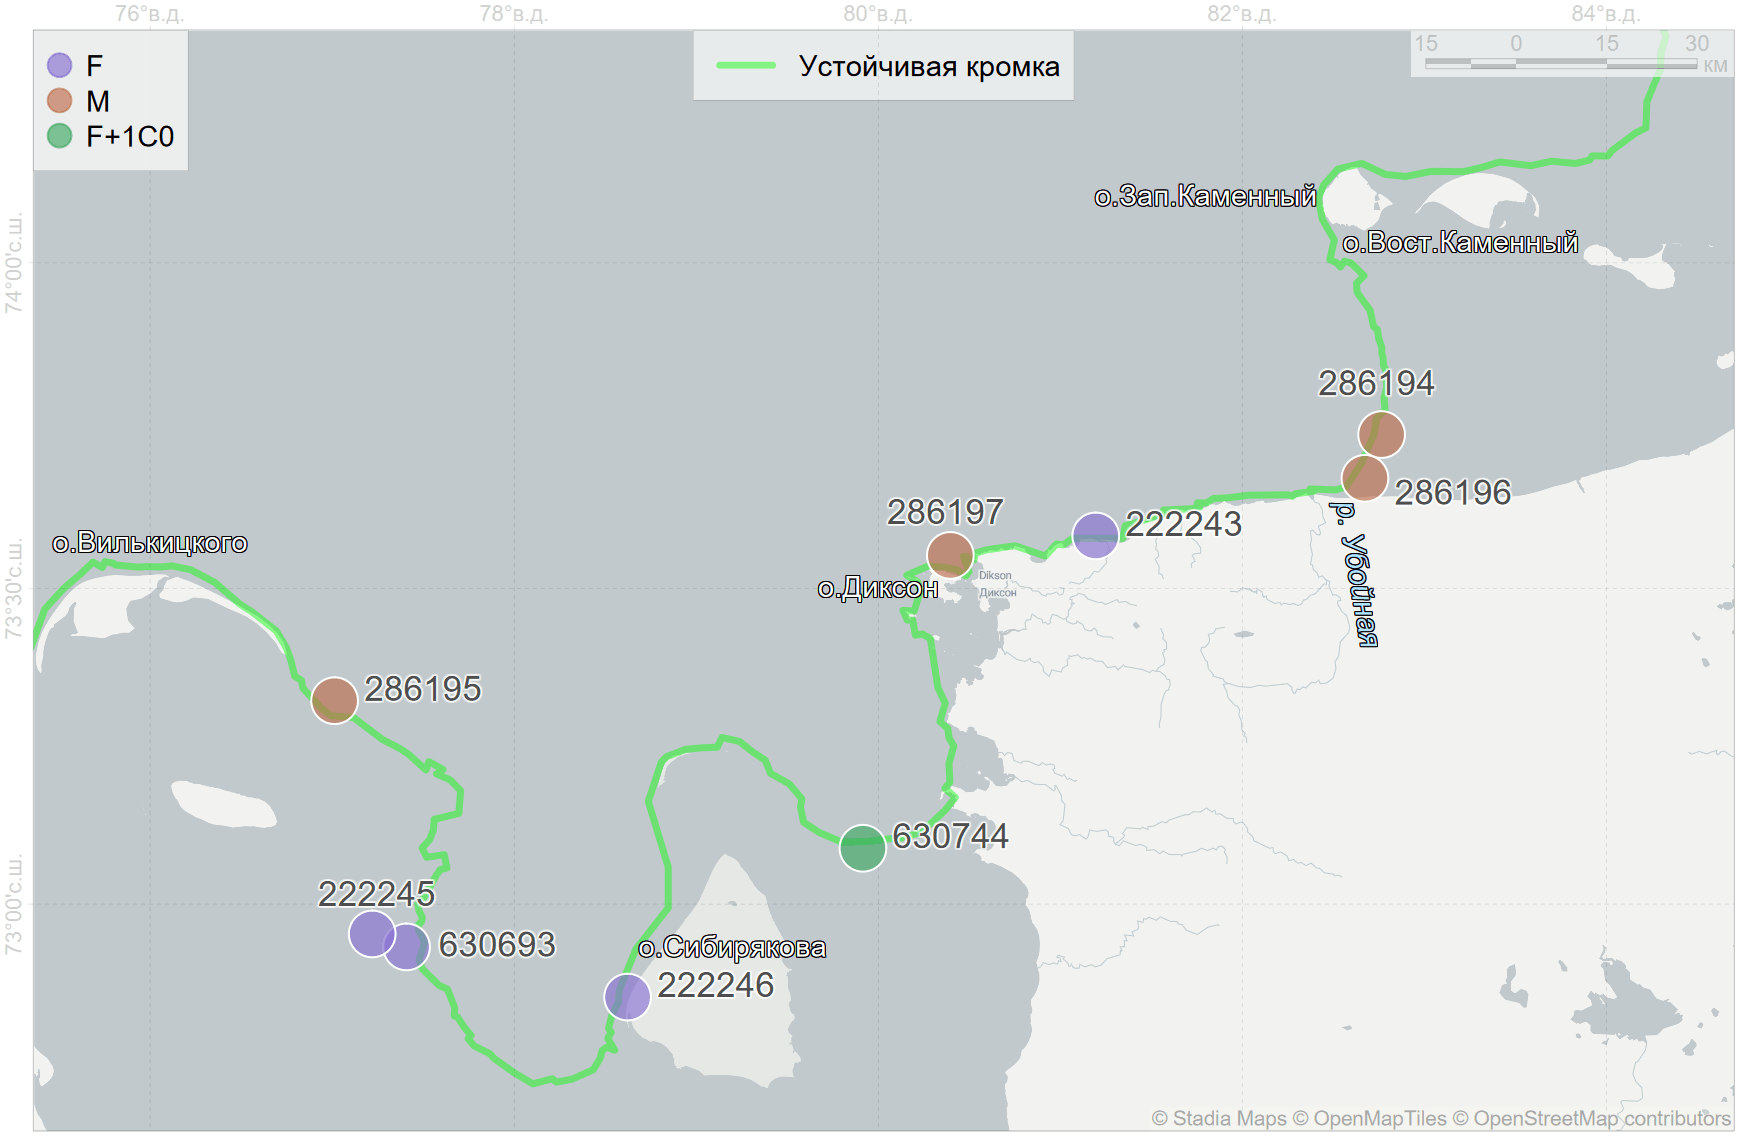 76°в.д.
78°в.д.
80°в.д.
82°в.д.
84°в.д.
F
M
F+1C0
Устойчивая кромка
15 0 15 30
км
о.Зап.Каменный
о.Вост.Каменный
74°00'с.ш.
286194
286196
286197
222243
р. Убойная
о.Вилькицкого
73°30'с.ш.
Dikson
Диксон
о.Диксон
286195
630744
73°00'с.ш.
222245
630693
о.Сибирякова
222246
© Stadia Maps © OpenMapTiles © OpenStreetMap contributors